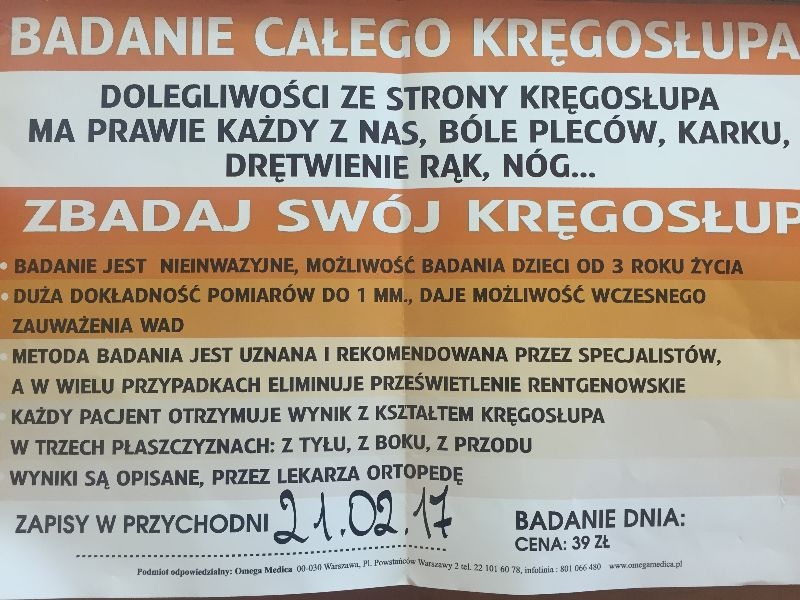 BADANIE CAŁEGO KRĘGOSŁUPA
DOLEGLIWOŚCI ZE STRONY KRĘGOSŁUPA
MA PRAWIE KAŻDY Z NAS, BÓLE PLECÓW, KARKU,
DRĘTWIENIE RĄK, NÓG...
ZBADAJ SWÓJ KRĘGOSŁUP
• BADANIE JEST NIEINWAZYJNE, MOŻLIWOŚĆ BADANIA DZIECI OD 3 ROKU ŻYCIA
• DUŻA DOKŁADNOŚĆ POMIARÓW DO 1 MM., DAJE MOŻLIWOŚĆ WCZESNEGO
ZAUWAŻENIA WAD
• METODA BADANIA JEST UZNANA I REKOMENDOWANA PRZEZ SPECJALISTÓW,
A W WIELU PRZYPADKACH ELIMINUJE PRZEŚWIETLENIE RENTGENOWSKIE
• KAŻDY PACJENT OTRZYMUJE WYNIK Z KSZTAŁTEM KRĘGOSŁUPA
W TRZECH PŁASZCZYZNACH: Z TYŁU, Z BOKU, Z PRZODU
• WYNIKI SĄ OPISANE, PRZEZ LEKARZA ORTOPEDĘ
ZAPISY W PRZYCHODNI 21.02.17 BADANIE DNIA:
CENA: 39 ZŁ
Podmiot odpowiedzialny: Omega Medica 00-030 Warszawa, Pl. Powstańców Warszawy 2 tel. 22 101 60 78, infotinia : 801 066 480 www.omegamedica.pl